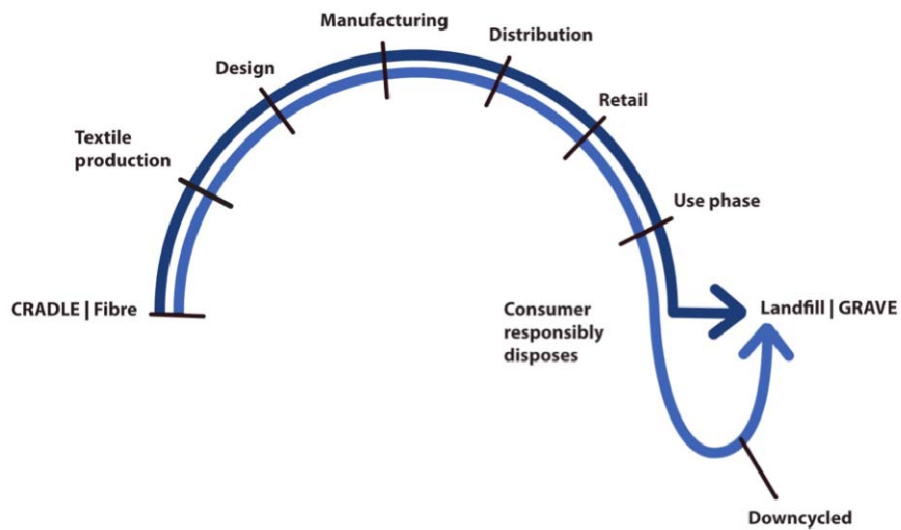 Manufacturing
Distribution
Design
Retail
Textile
production
Use phase
CRADLE | Fibre
Consumer
responsibly
disposes
Landfill | GRAVE
Downcycled